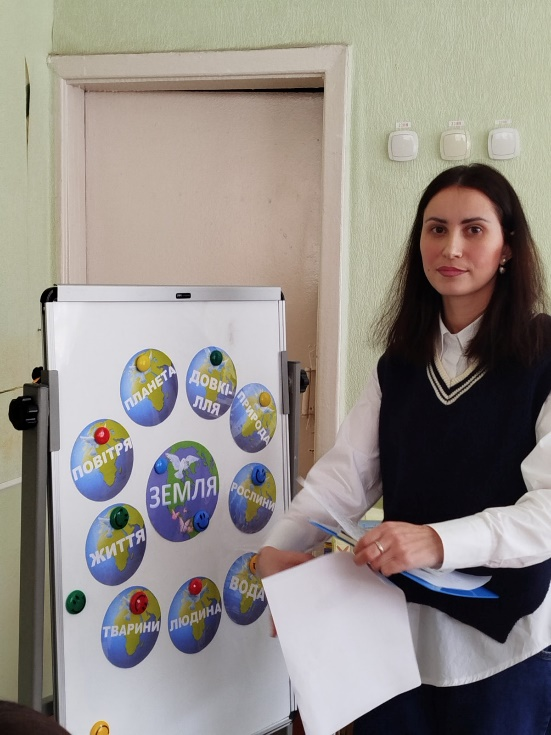 ПЛАНЕТА
ДОВКІ-
ЛЛЯ
ПРИРОДА
ПОВІТРЯ
ЗЕМЛЯ
РОСЛИНИ
ЖИТТЯ
ВОДА
ТВАРИНИ
ЛЮДИНА